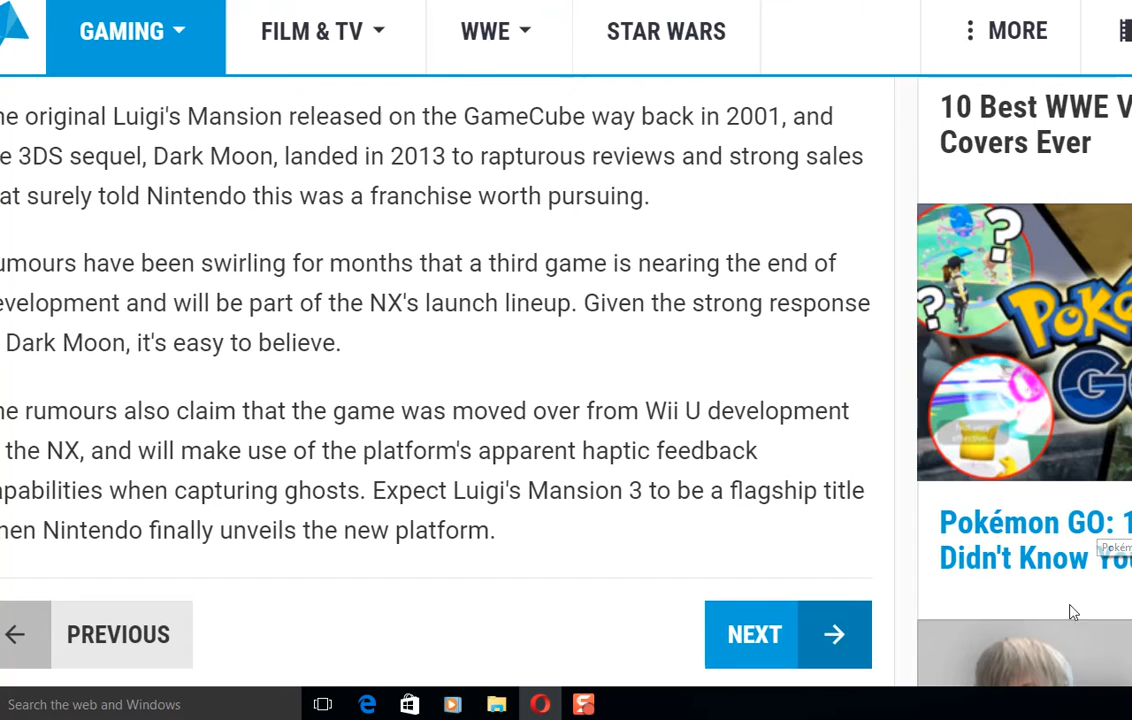 GAMING
FILM & TV
WWE
STAR WARS
MORE
he original Luigi's Mansion released on the GameCube way back in 2001, and
e 3DS sequel, Dark Moon, landed in 2013 to rapturous reviews and strong sales
at surely told Nintendo this was a franchise worth pursuing.
umours have been swirling for months that a third game is nearing the end of
evelopment and will be part of the NX's launch lineup. Given the strong response
Dark Moon, it's easy to believe.
he rumours also claim that the game was moved over from Wii U development
the NX, and will make use of the platform's apparent haptic feedback
apabilities when capturing ghosts. Expect Luigi's Mansion 3 to be a flagship title
hen Nintendo finally unveils the new platform.
PREVIOUS
NEXT
10 Best WWE V
Covers Ever
? ?
POKÉ
GO
Pokémon GO: 1
Didn't Know You
Pokém
Search the web and Windows